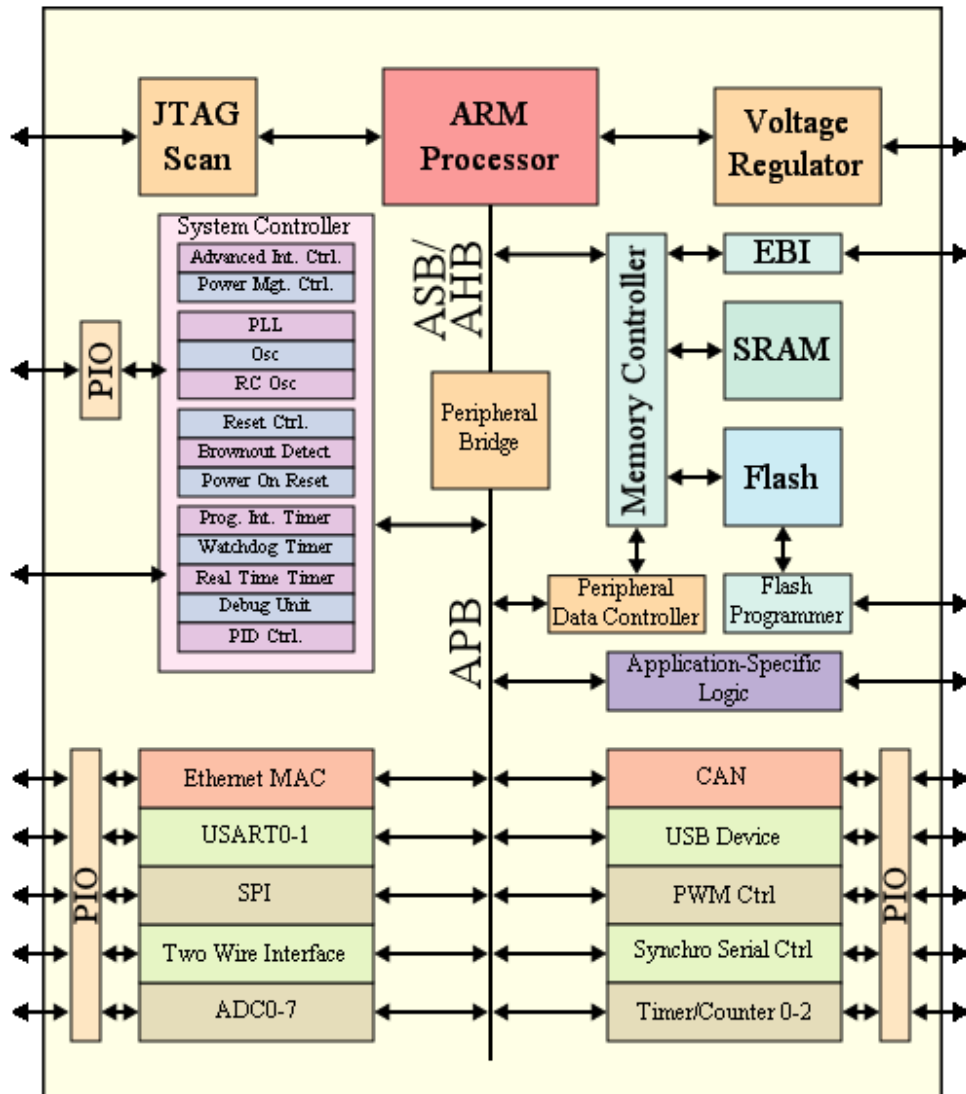 JTAG
Scan
ARM
Processor
Voltage
Regulator
System Controller
Advanced Int. Ctrl.
Power Mgt. Ctrl.
PLL
Osc
RC Osc
Reset Ctrl.
Brownout Detect
Power On Reset
Prog. Int. Timer
Watchdog Timer
Real Time Timer
Debug Unit
PID Ctrl.
PIO
ASB/
AHB
Peripheral
Bridge
APB
Memory Controller
EBI
SRAM
Flash
Peripheral
Data Controller
Flash
Programmer
Application-Specific
Logic
PIO
Ethernet MAC
USART0-1
SPI
Two Wire Interface
ADC0-7
CAN
USB Device
PWM Ctrl
Synchro Serial Ctrl
Timer/Counter 0-2
PIO